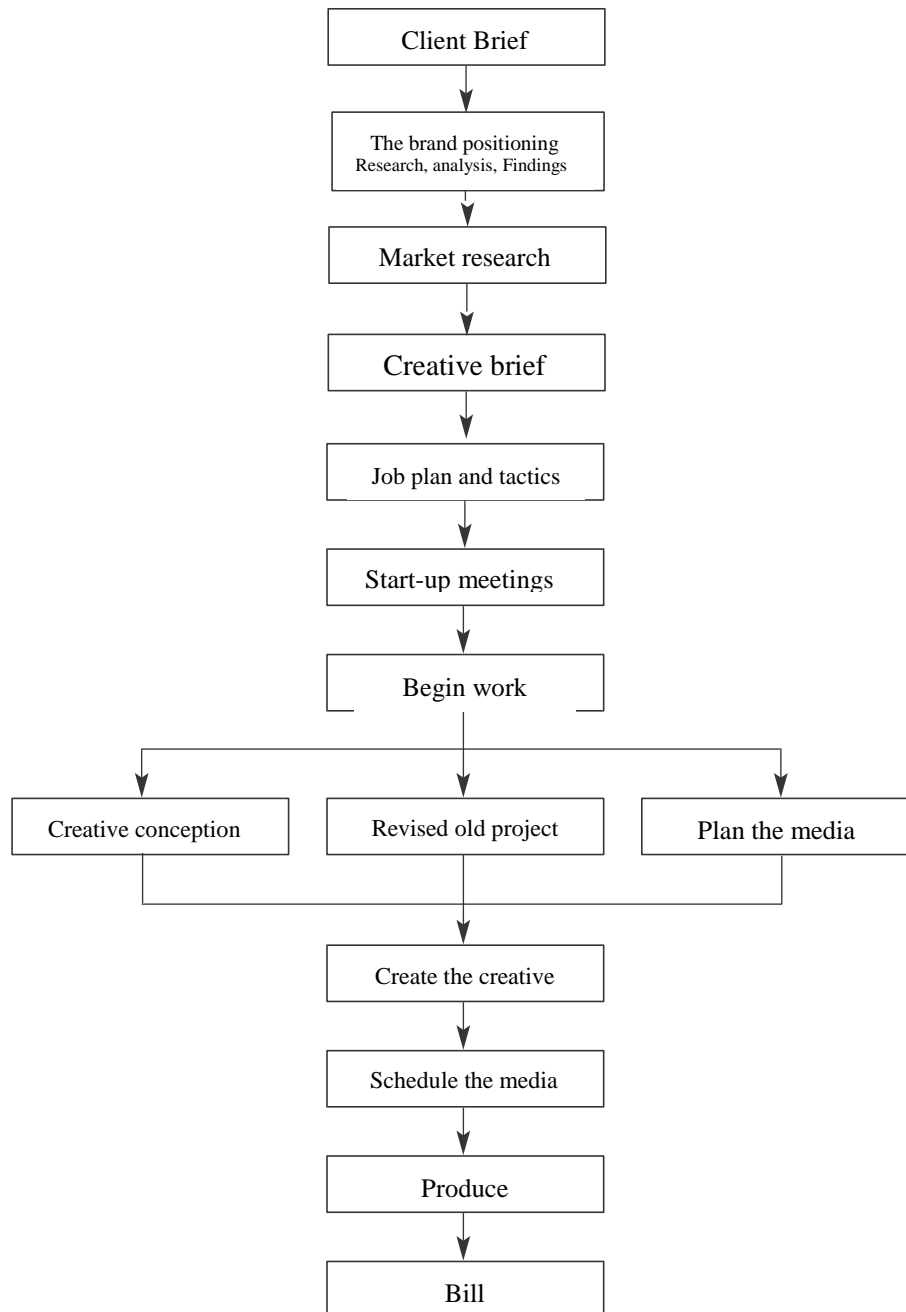 Client Brief
The brand positioning
Research, analysis, Findings
Market research
Creative brief
Job plan and tactics
Start-up meetings
Begin work
Creative conception
Revised old project
Plan the media
Create the creative
Schedule the media
Produce
Bill